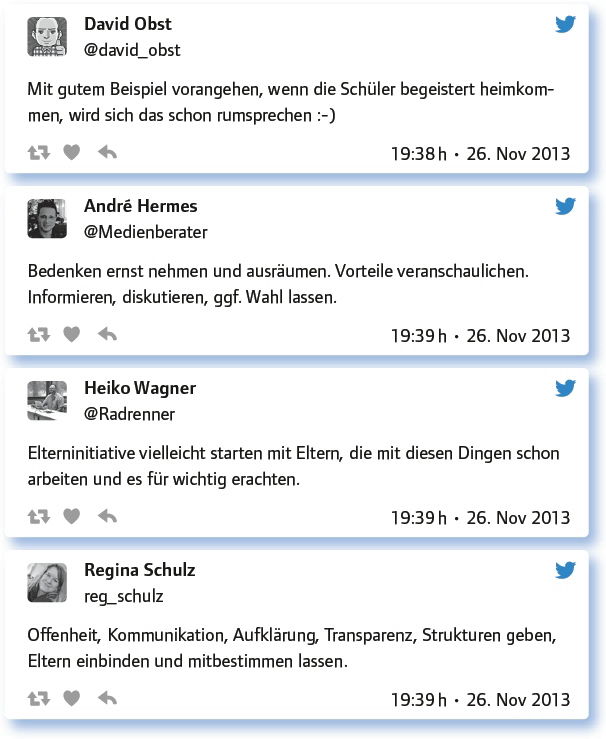 David Obst
@david_obst
Mit gutem Beispiel vorangehen, wenn die Schüler begeistert heimkom-
men, wird sich das schon rumsprechen :-)
19:38 h • 26. Nov 2013
André Hermes
@Medienberater
Bedenken ernst nehmen und ausräumen. Vorteile veranschaulichen.
Informieren, diskutieren, ggf. Wahl lassen.
19:39 h • 26. Nov 2013
Heiko Wagner
@Radrenner
Elterninitiative vielleicht starten mit Eltern, die mit diesen Dingen schon
arbeiten und es für wichtig erachten.
19:39 h • 26. Nov 2013
Regina Schulz
reg_schulz
Offenheit, Kommunikation, Aufklärung, Transparenz, Strukturen geben,
Eltern einbinden und mitbestimmen lassen.
19:39 h • 26. Nov 2013